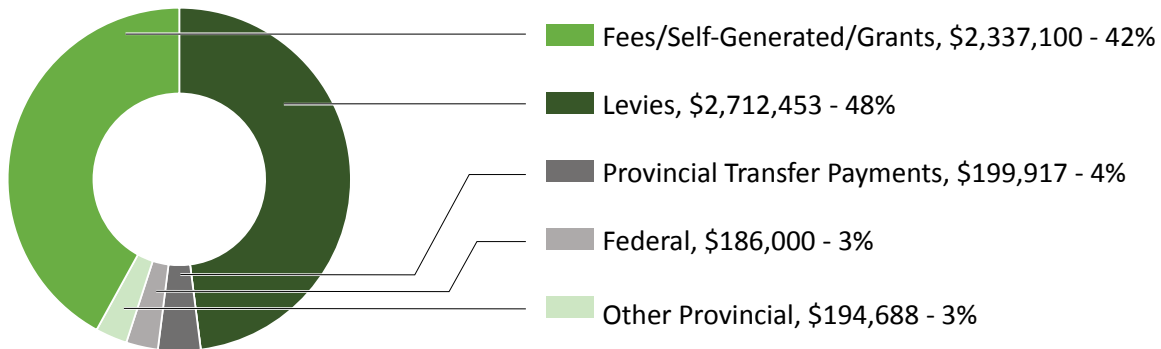 Fees/Self-Generated/Grants, $2,337,100 - 42%
Levies, $2,712,453 - 48%
Provincial Transfer Payments, $199,917 - 4%
Federal, $186,000 - 3%
Other Provincial, $194,688 - 3%